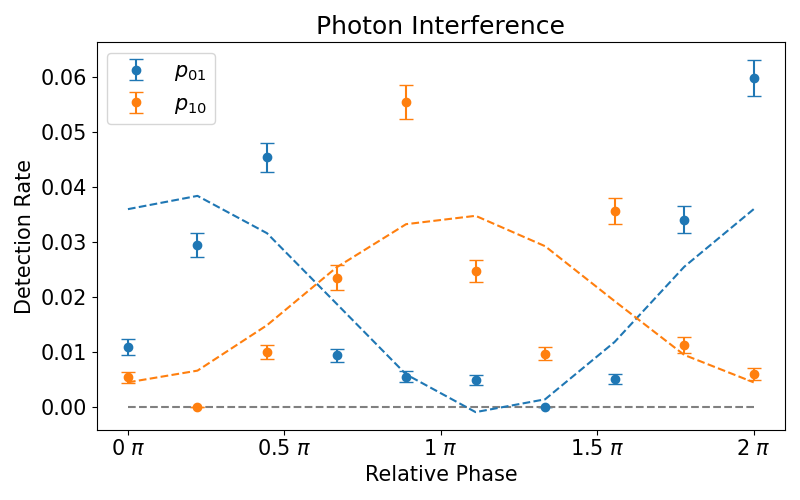 Photon Interference
p01
p10
Detection Rate
0.06
0.05
0.04
0.03
0.02
0.01
0.00
0 π
0.5 π
1 π
1.5 π
2 π
Relative Phase